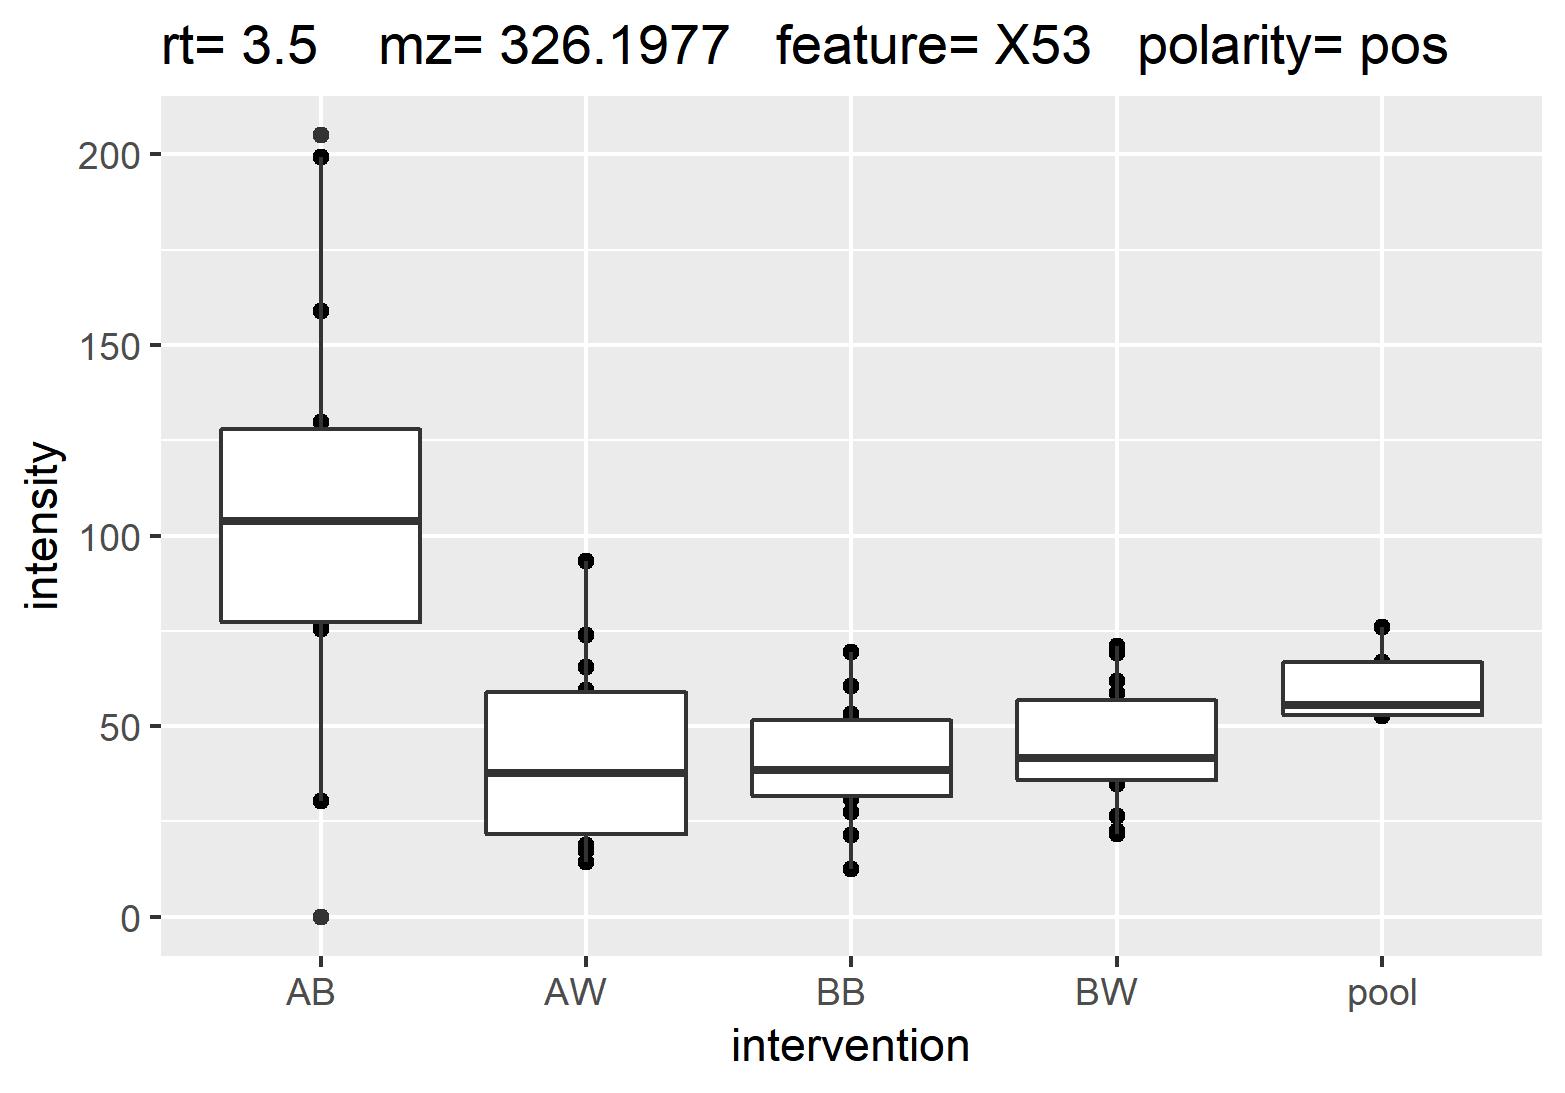 rt= 3.5 mz= 326.1977 feature= X53 polarity= pos
200
150
100
50
0
intensity
AB AW BB BW pool
intervention